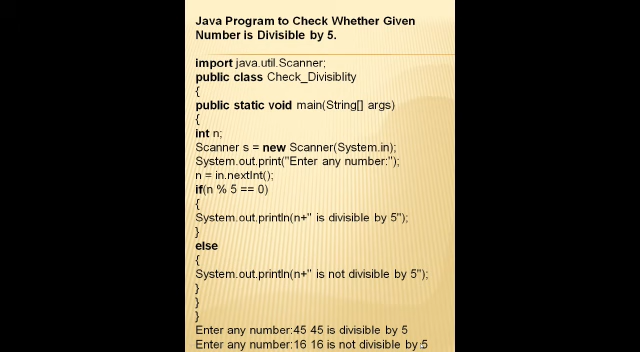 Java Program to Check Whether Given
Number is Divisible by 5.
import java.util.Scanner;
public class Check_Divisiblity
{
public static void main(String[] args)
{
int n;
Scanner s = new Scanner(System.in);
System.out.print("Enter any number:");
n = in.nextInt();
if(n % 5 == 0)
{
System.out.println(n+" is divisible by 5");
}
else
{
System.out.println(n+" is not divisible by 5");
}
}
}
Enter any number:45 45 is divisible by 5
Enter any number:16 16 is not divisible by 5